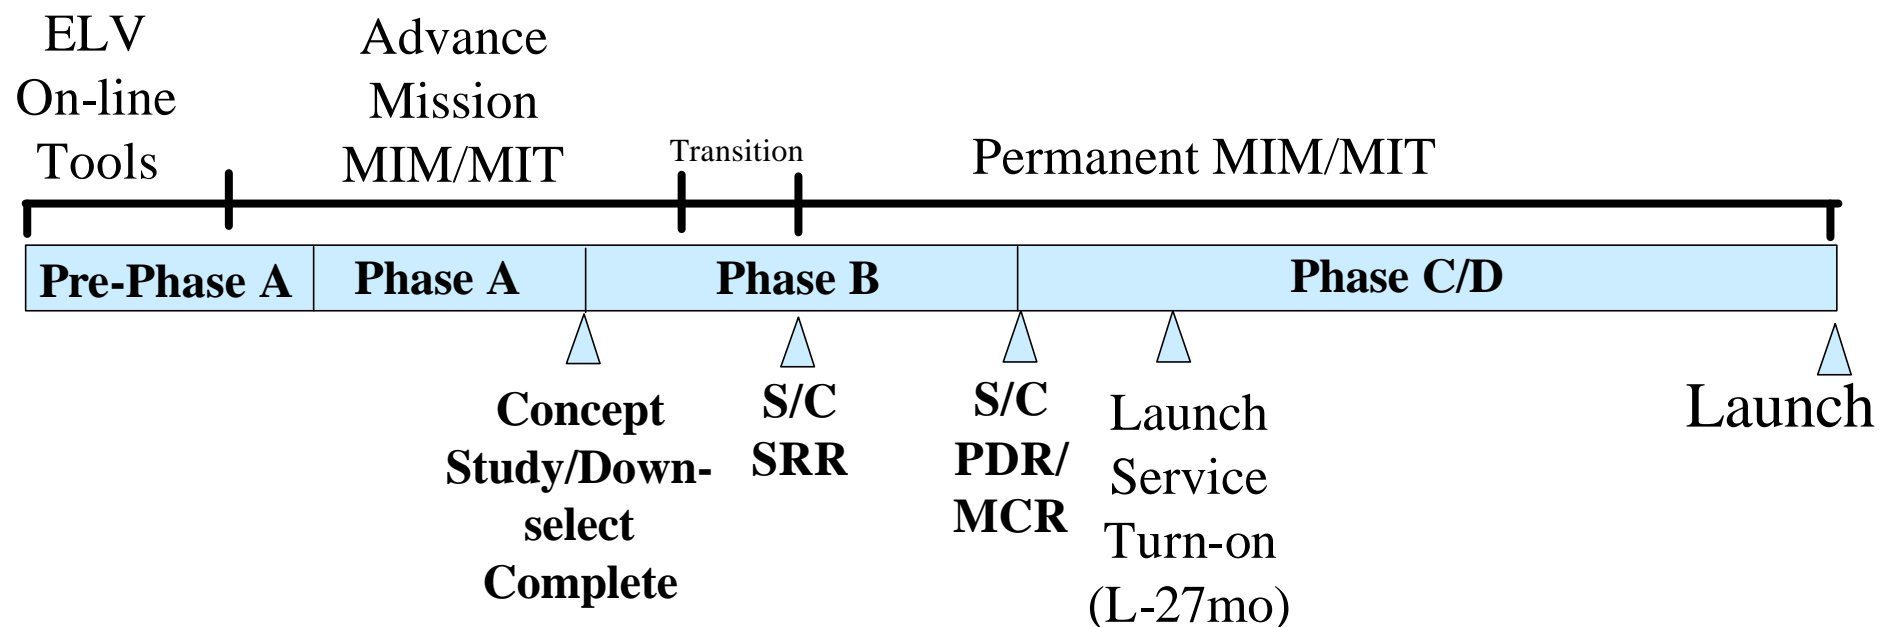 ELV
On-line
Tools
Advance
Mission
MIM/MIT
Transition
Permanent MIM/MIT
Pre-Phase A
Phase A
Phase B
Phase C/D
Concept
Study/Down-
select
Complete
S/C
SRR
S/C
PDR/
MCR
Launch
Service
Turn-on
(L-27mo)
Launch